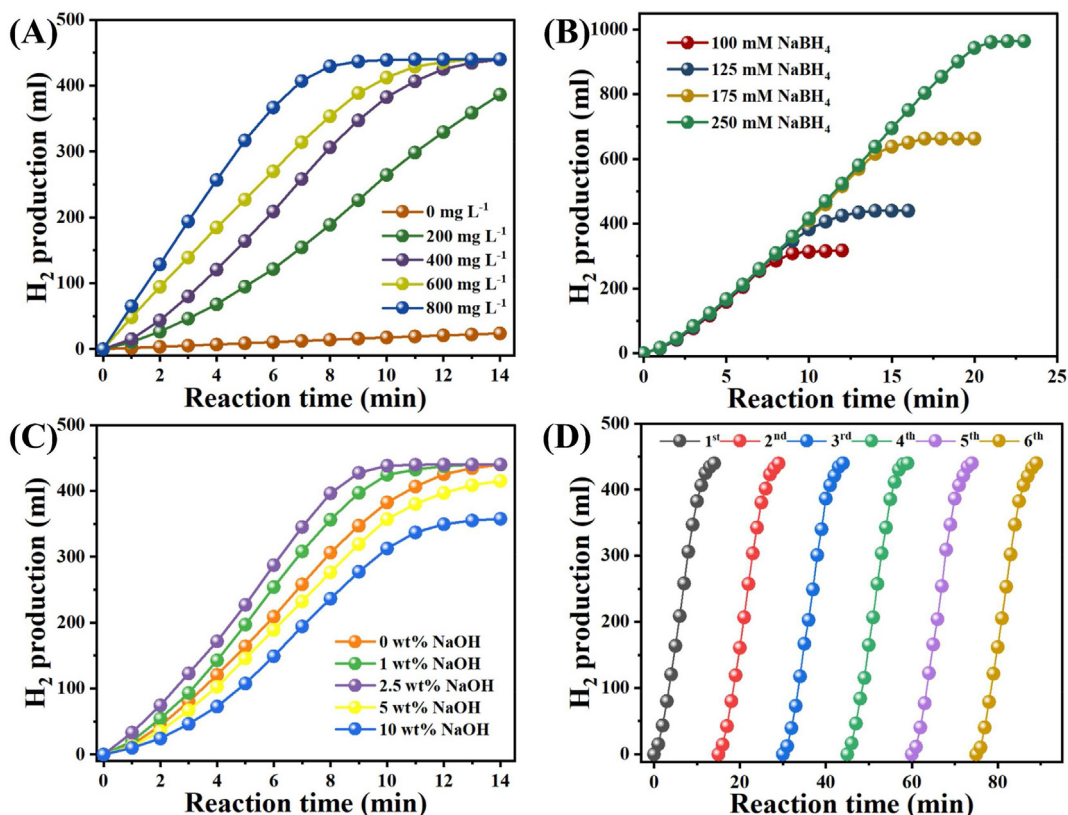 (A)
H₂ production (ml)
500
400
300
200
100
0
0 mg L⁻¹
200 mg L⁻¹
400 mg L⁻¹
600 mg L⁻¹
800 mg L⁻¹
0 2 4 6 8 10 12 14
Reaction time (min)
(B)
H₂ production (ml)
1000
800
600
400
200
0
100 mM NaBH₄
125 mM NaBH₄
175 mM NaBH₄
250 mM NaBH₄
0 5 10 15 20 25
Reaction time (min)
(C)
H₂ production (ml)
500
400
300
200
100
0
0 wt% NaOH
1 wt% NaOH
2.5 wt% NaOH
5 wt% NaOH
10 wt% NaOH
0 2 4 6 8 10 12 14
Reaction time (min)
(D)
H₂ production (ml)
500
400
300
200
100
0
1st 2nd 3rd 4th 5th 6th
0 20 40 60 80
Reaction time (min)